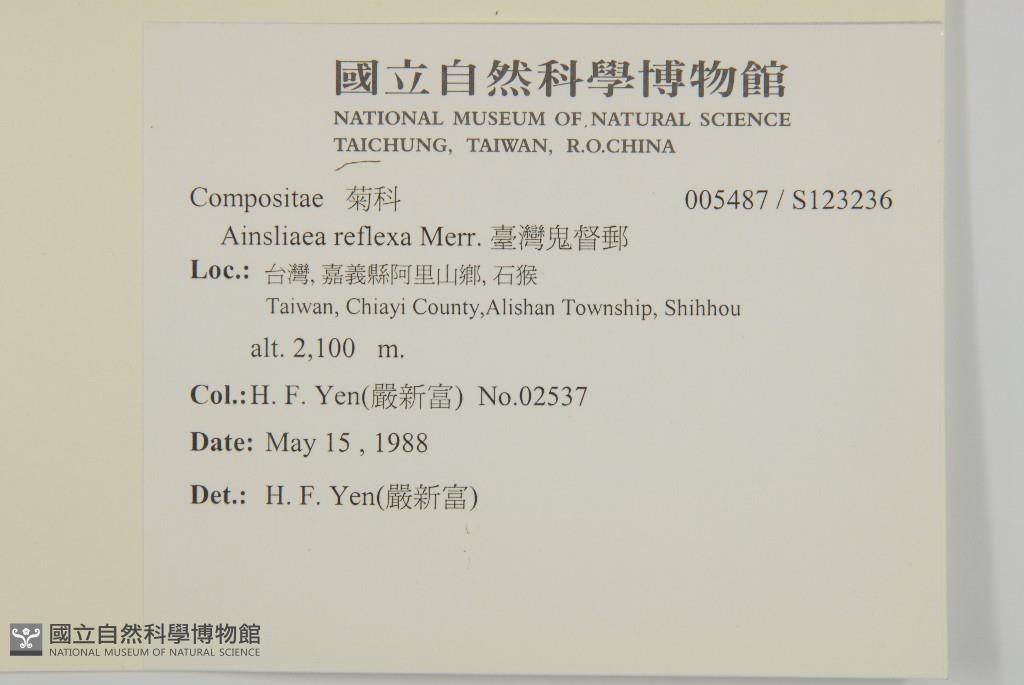 國立自然科學博物館
NATIONAL MUSEUM OF NATURAL SCIENCE
TAICHUNG, TAIWAN, R.O.CHINA
Compositae 菊科 005487 / S123236
Ainsliaea reflexa Merr. 臺灣鬼督郵
Loc.: 台灣, 嘉義縣阿里山鄉, 石猴
Taiwan, Chiayi County,Alishan Township, Shihhou
alt. 2,100 m.
Col.:H. F. Yen(嚴新富) No.02537
Date: May 15 , 1988
Det.: H. F. Yen(嚴新富)
國立自然科學博物館
NATIONAL MUSEUM OF NATURAL SCIENCE